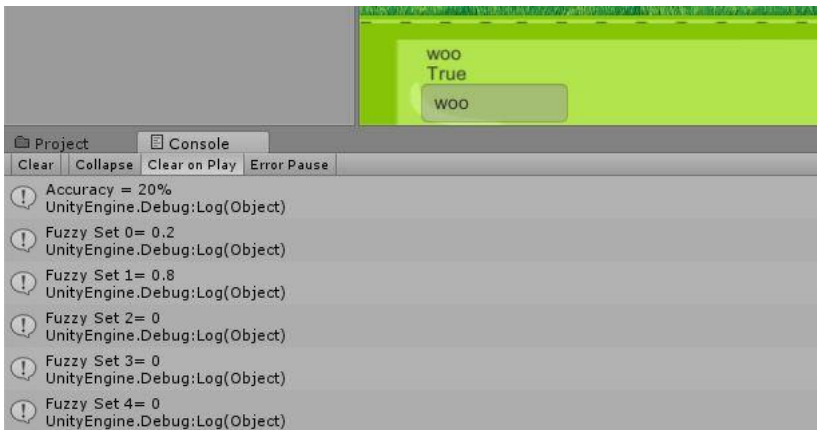 woo
True
woo
Project Console
Clear Collapse Clear on Play Error Pause
Accuracy = 20%
UnityEngine.Debug:Log(Object)
Fuzzy Set 0= 0.2
UnityEngine.Debug:Log(Object)
Fuzzy Set 1= 0.8
UnityEngine.Debug:Log(Object)
Fuzzy Set 2= 0
UnityEngine.Debug:Log(Object)
Fuzzy Set 3= 0
UnityEngine.Debug:Log(Object)
Fuzzy Set 4= 0
UnityEngine.Debug:Log(Object)